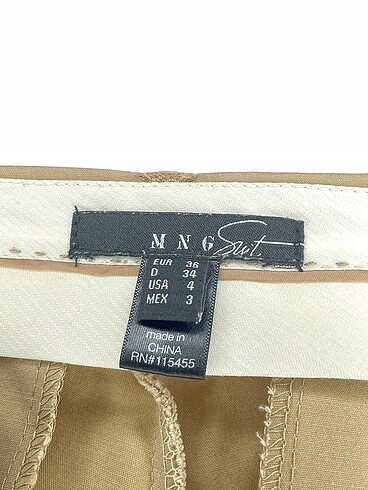 MNG Suit
EUR 36
D 34
USA 4
MEX 3
made in
CHINA
RN#115455